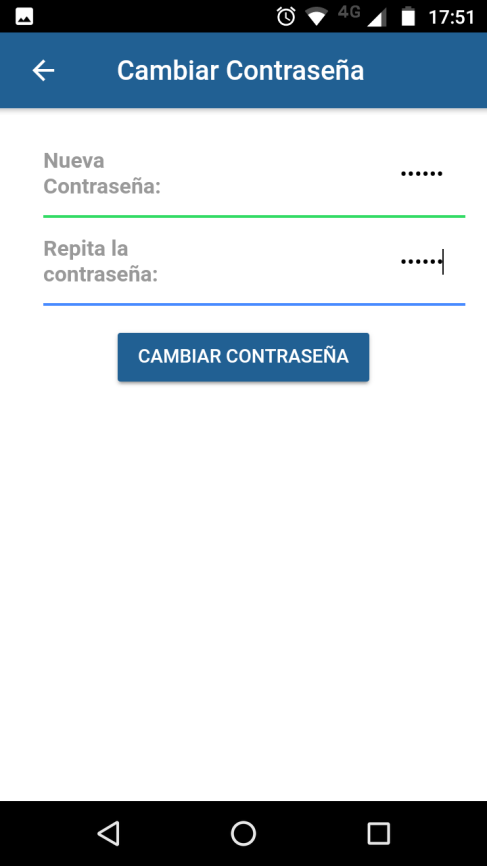 4G 17:51
Cambiar Contraseña
Nueva
Contraseña:
••••••
Repita la
contraseña:
••••••
CAMBIAR CONTRASEÑA